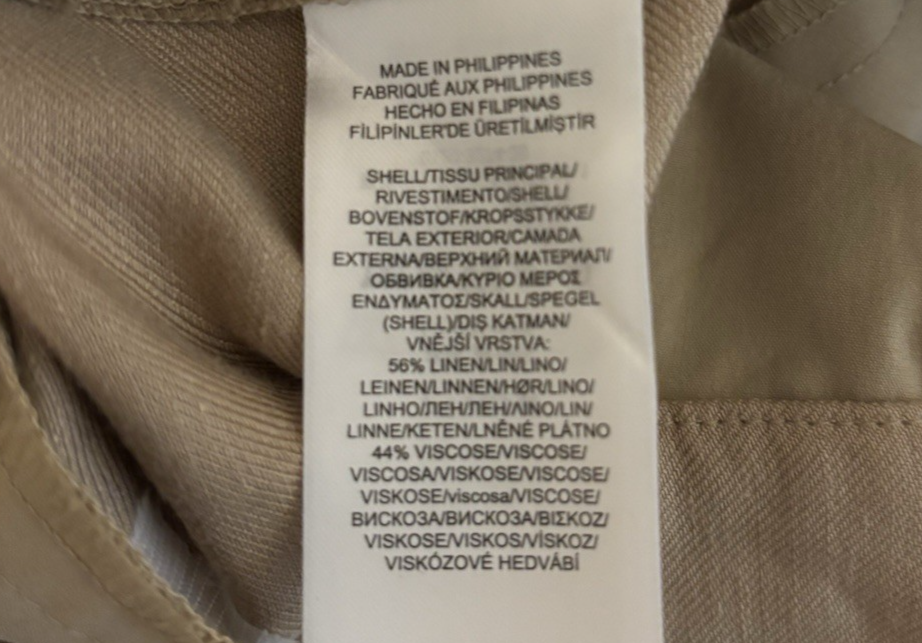 MADE IN PHILIPPINES
FABRIQUÉ AUX PHILIPPINES
HECHO EN FILIPINAS
FİLİPİNLER'DE ÜRETİLMİŞTİR
SHELL/TISSU PRINCIPAL/
RIVESTIMENTO/SHELL/
BOVENSTOF/KROPSSTYKKE/
TELA EXTERIOR/CAMADA
EXTERNA/ВЕРХНИЙ МАТЕРИАЛ/
ОБВИВКА/ΚΥΡΙΟ ΜΕΡΟΣ
ΕΝΔΥΜΑΤΟΣ/SKALL/SPEGEL
(SHELL)/DIŞ KATMAN/
VNĚJŠÍ VRSTVA:
56% LINEN/LIN/LINO/
LEINEN/LINNEN/HØR/LINO/
LINHO/ЛЕН/ЛЕН/ΛΙΝΟ/LIN/
LINNE/KETEN/LNĚNÉ PLÁTNO
44% VISCOSE/VISCOSE/
VISCOSA/VISKOSE/VISCOSE/
VISKOSE/viscosa/VISCOSE/
ВИСКОЗА/ВИСКОЗА/ΒΙΣΚΟΖ/
VISKOSE/VISKOS/VİSKOZ/
VISKÓZOVÉ HEDVÁBÍ